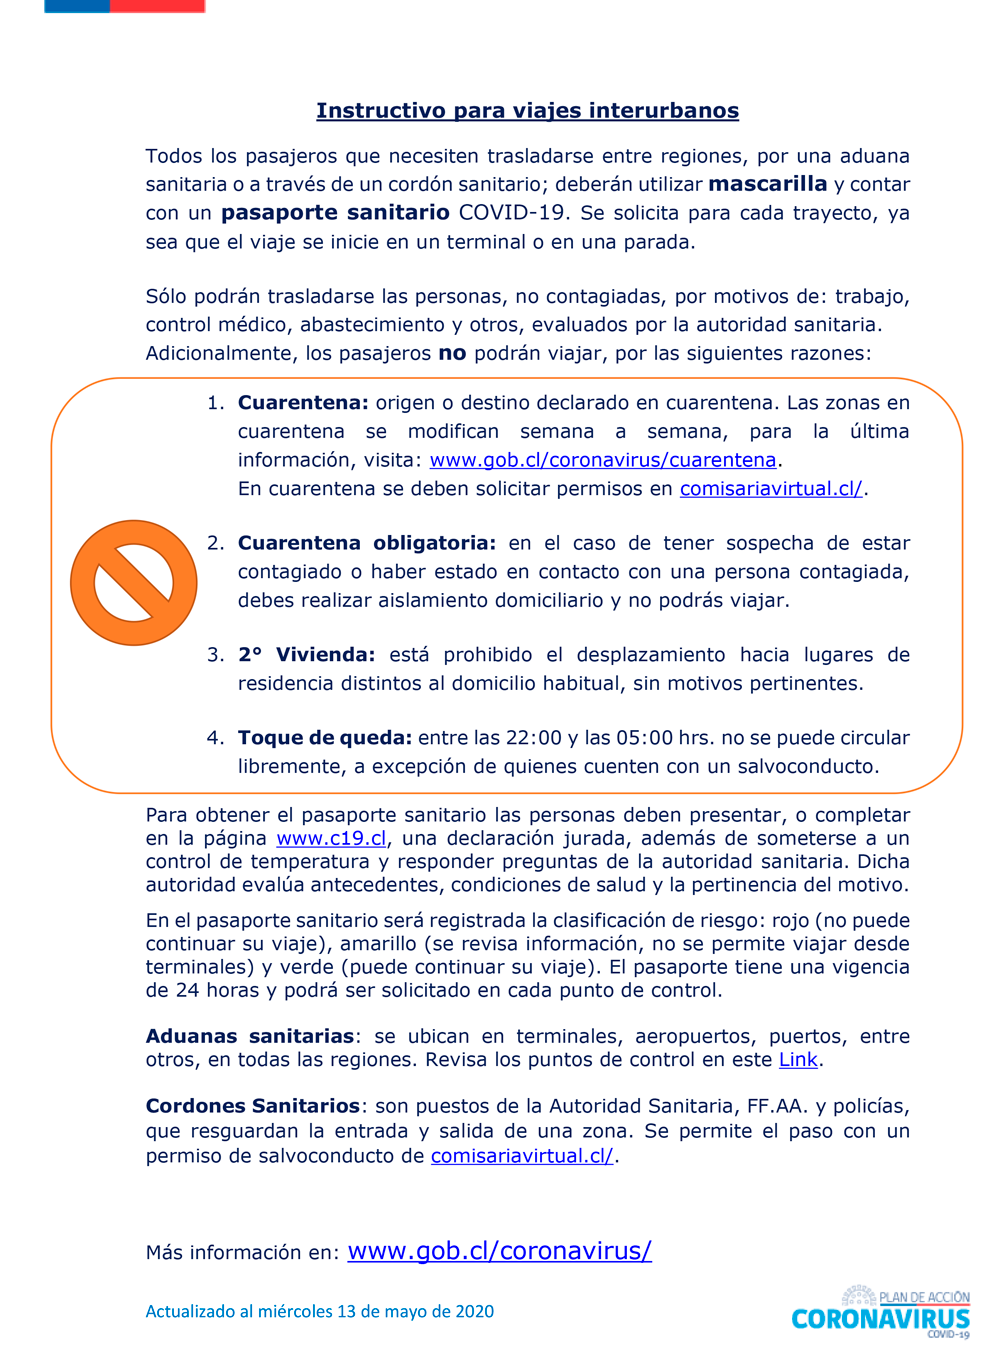 Instructivo para viajes interurbanos
Todos los pasajeros que necesiten trasladarse entre regiones, por una aduana
sanitaria o a través de un cordón sanitario; deberán utilizar mascarilla y contar
con un pasaporte sanitario COVID-19. Se solicita para cada trayecto, ya
sea que el viaje se inicie en un terminal o en una parada.
Sólo podrán trasladarse las personas, no contagiadas, por motivos de: trabajo,
control médico, abastecimiento y otros, evaluados por la autoridad sanitaria.
Adicionalmente, los pasajeros no podrán viajar, por las siguientes razones:
1. Cuarentena: origen o destino declarado en cuarentena. Las zonas en
cuarentena se modifican semana a semana, para la última
información, visita: www.gob.cl/coronavirus/cuarentena.
En cuarentena se deben solicitar permisos en comisariavirtual.cl/.
2. Cuarentena obligatoria: en el caso de tener sospecha de estar
contagiado o haber estado en contacto con una persona contagiada,
debes realizar aislamiento domiciliario y no podrás viajar.
3. 2° Vivienda: está prohibido el desplazamiento hacia lugares de
residencia distintos al domicilio habitual, sin motivos pertinentes.
4. Toque de queda: entre las 22:00 y las 05:00 hrs. no se puede circular
libremente, a excepción de quienes cuenten con un salvoconducto.
Para obtener el pasaporte sanitario las personas deben presentar, o completar
en la página www.c19.cl, una declaración jurada, además de someterse a un
control de temperatura y responder preguntas de la autoridad sanitaria. Dicha
autoridad evalúa antecedentes, condiciones de salud y la pertinencia del motivo.
En el pasaporte sanitario será registrada la clasificación de riesgo: rojo (no puede
continuar su viaje), amarillo (se revisa información, no se permite viajar desde
terminales) y verde (puede continuar su viaje). El pasaporte tiene una vigencia
de 24 horas y podrá ser solicitado en cada punto de control.
Aduanas sanitarias: se ubican en terminales, aeropuertos, puertos, entre
otros, en todas las regiones. Revisa los puntos de control en este Link.
Cordones Sanitarios: son puestos de la Autoridad Sanitaria, FF.AA. y policías,
que resguardan la entrada y salida de una zona. Se permite el paso con un
permiso de salvoconducto de comisariavirtual.cl/.
Más información en: www.gob.cl/coronavirus/
Actualizado al miércoles 13 de mayo de 2020
PLAN DE ACCIÓN
CORONAVIRUS
COVID-19